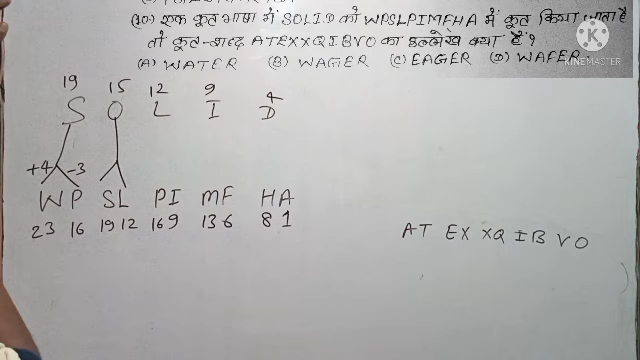 (30) एक कूट भाषा में SOLID को WPSLPIMFHA में कूट किया जाता है
तो कूट-शब्द ATEXXQIBVO का उल्लेख क्या है?
(A) WATER (B) WAGER (C) EAGER (D) WAFER
KINEMASTER
19 15 12 9 4
S O L I D
+4 -3
WP SL PI MF HA
23 16 19 12 16 9 13 6 8 1
AT EX XQ IB VO